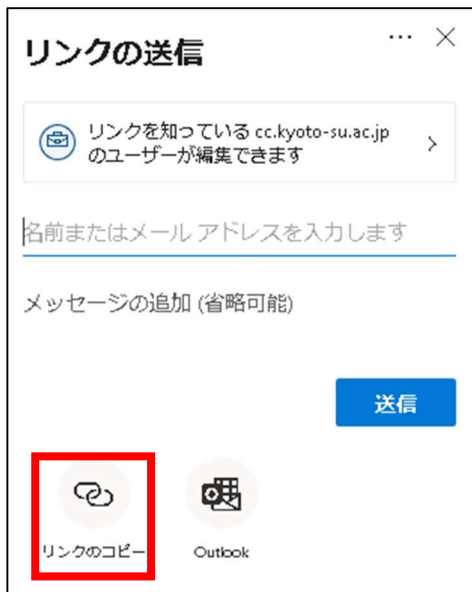 リンクの送信
リンクを知っている cc.kyoto-su.ac.jp
のユーザーが編集できます
名前またはメール アドレスを入力します
メッセージの追加 (省略可能)
送信
リンクのコピー
Outlook